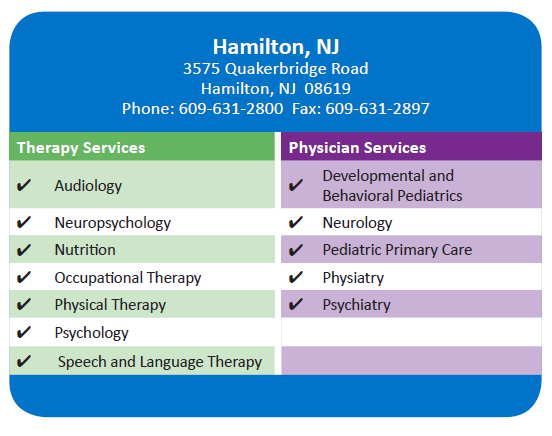 Hamilton, NJ
3575 Quakerbridge Road
Hamilton, NJ  08619
Phone: 609-631-2800  Fax: 609-631-2897
Therapy Services
✔ Audiology
✔ Neuropsychology
✔ Nutrition
✔ Occupational Therapy
✔ Physical Therapy
✔ Psychology
✔ Speech and Language Therapy
Physician Services
✔ Developmental and
Behavioral Pediatrics
✔ Neurology
✔ Pediatric Primary Care
✔ Physiatry
✔ Psychiatry